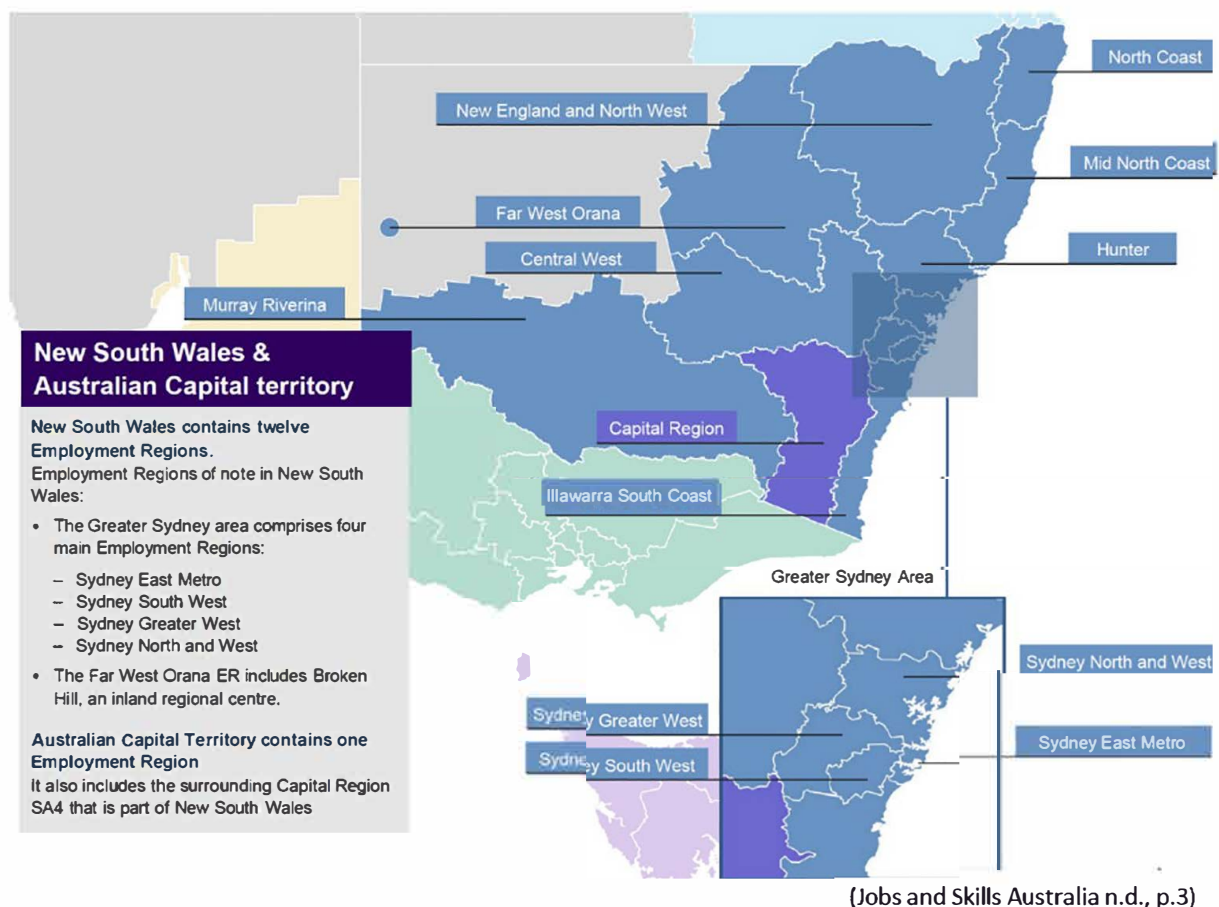 North Coast
New England and North West
Mid North Coast
Far West Orana
Hunter
Central West
Murray Riverina
New South Wales &
Australian Capital territory
New South Wales contains twelve
Employment Regions.
Employment Regions of note in New South
Wales:
• The Greater Sydney area comprises four
main Employment Regions:
– Sydney East Metro
– Sydney South West
– Sydney Greater West
– Sydney North and West
• The Far West Orana ER includes Broken
Hill, an inland regional centre.
Australian Capital Territory contains one
Employment Region
It also includes the surrounding Capital Region
SA4 that is part of New South Wales
Capital Region
Illawarra South Coast
Greater Sydney Area
Sydney North and West
Sydney Greater West
Sydney East Metro
Sydney South West
(Jobs and Skills Australia n.d., p.3)